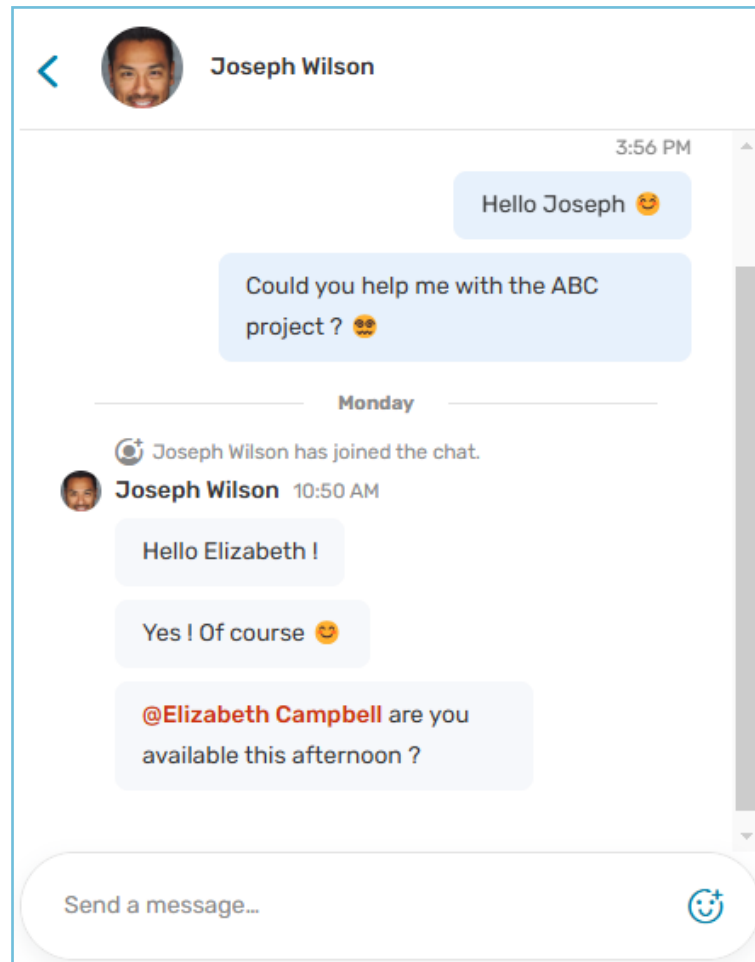 Joseph Wilson
3:56 PM
Hello Joseph 😊
Could you help me with the ABC
project ? 😵‍💫
Monday
Joseph Wilson has joined the chat.
Joseph Wilson 10:50 AM
Hello Elizabeth !
Yes ! Of course 😊
@Elizabeth Campbell are you
available this afternoon ?
Send a message...